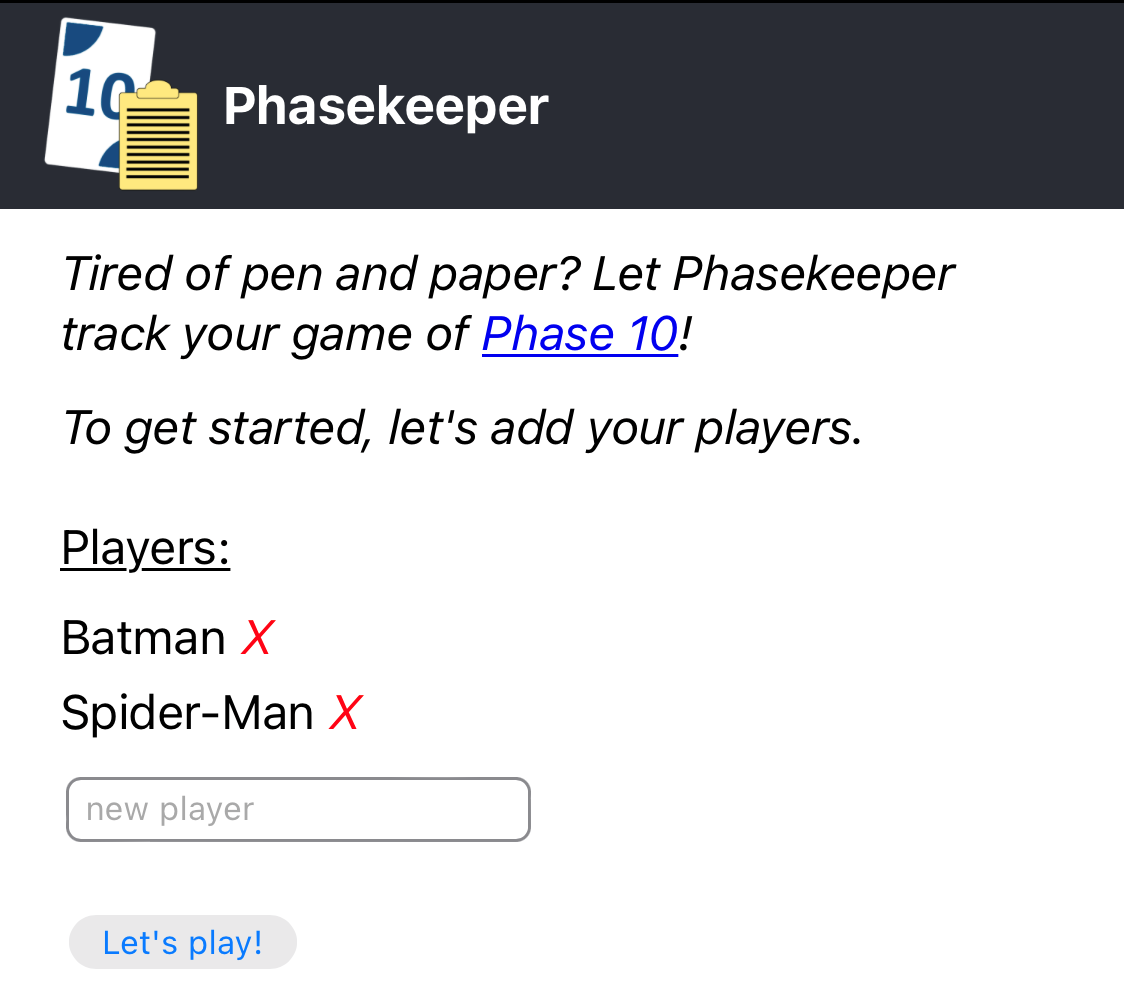 10
Phasekeeper
Tired of pen and paper? Let Phasekeeper
track your game of Phase 10!
To get started, let's add your players.
Players:
Batman X
Spider-Man X
new player
Let's play!